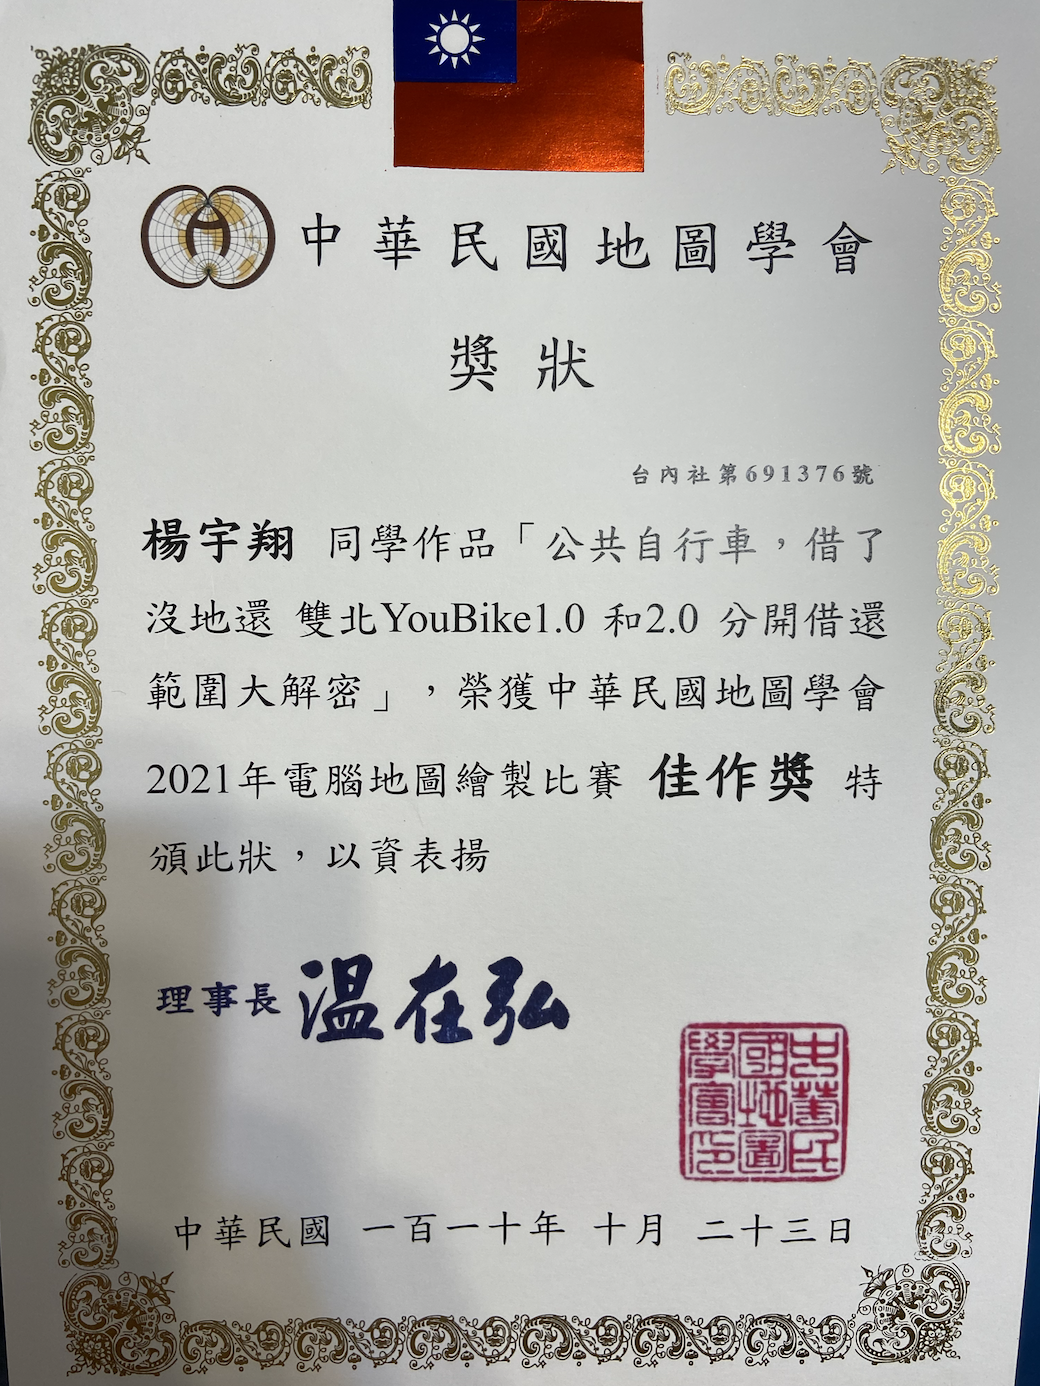 中華民國地圖學會
獎狀
台內社第691376號
楊宇翔 同學作品「公共自行車,借了
沒地還 雙北YouBike1.0 和2.0 分開借還
範圍大解密」,榮獲中華民國地圖學會
2021年電腦地圖繪製比賽 佳作獎 特
頒此狀,以資表揚
理事長 溫在弘
中華民國地圖學會印
中華民國 一百一十年 十月 二十三日